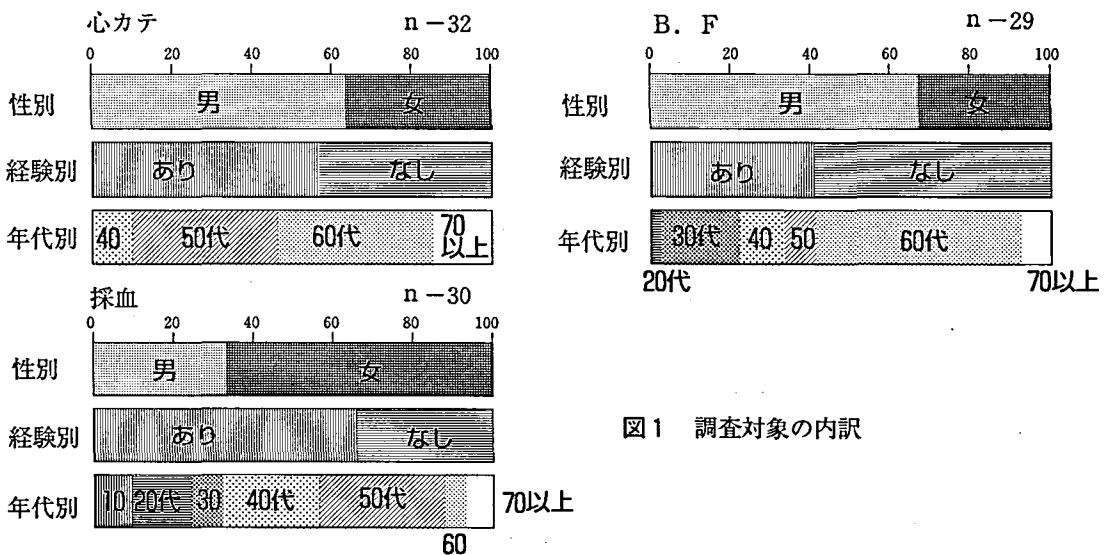 心カテ n－32
0 20 40 60 80 100
性別 男 女
経験別 あり なし
年代別 40 50代 60代 70以上
B．F n－29
0 20 40 60 80 100
性別 男 女
経験別 あり なし
年代別 30代 40 50 60代
20代 70以上
採血 n－30
0 20 40 60 80 100
性別 男 女
経験別 あり なし
年代別 10 20代 30 40代 50代 70以上
60
図1 調査対象の内訳